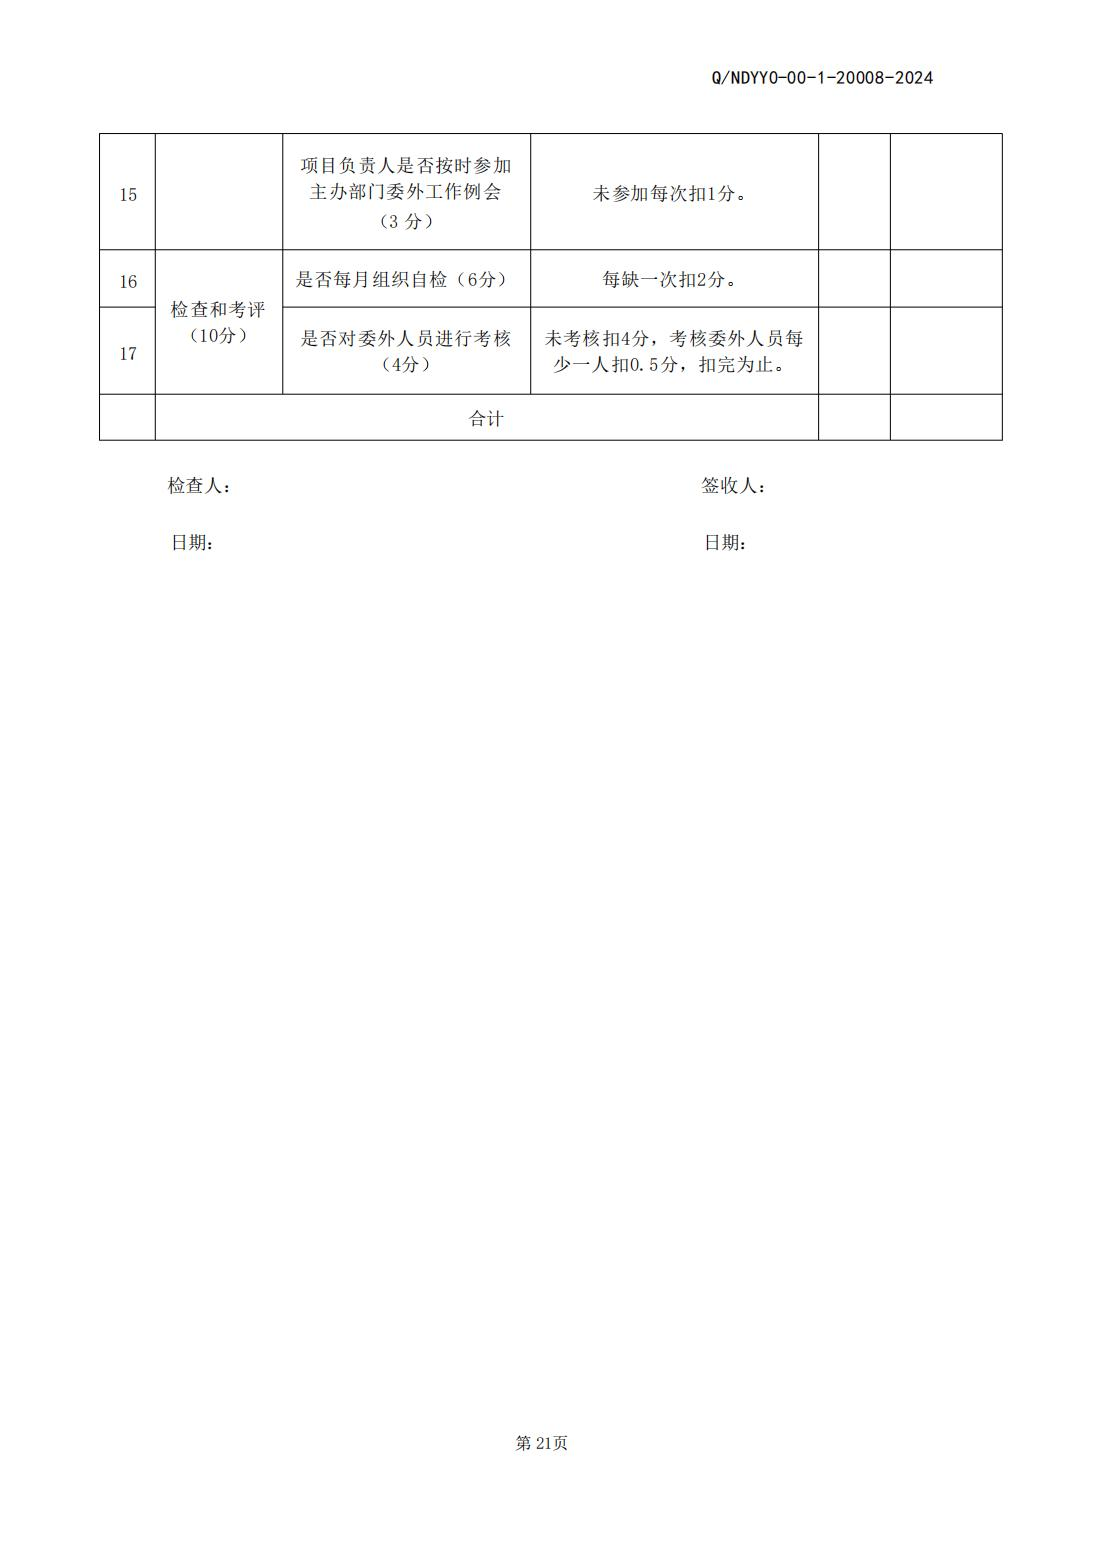 Q/NDYY0-00-1-20008-2024
15
项目负责人是否按时参加
主办部门委外工作例会
（3 分）
未参加每次扣1分。
16
检查和考评
（10分）
是否每月组织自检（6分）
每缺一次扣2分。
17
是否对委外人员进行考核
（4分）
未考核扣4分，考核委外人员每
少一人扣0.5分，扣完为止。
合计
检查人：
签收人：
日期：
日期：
第 21页